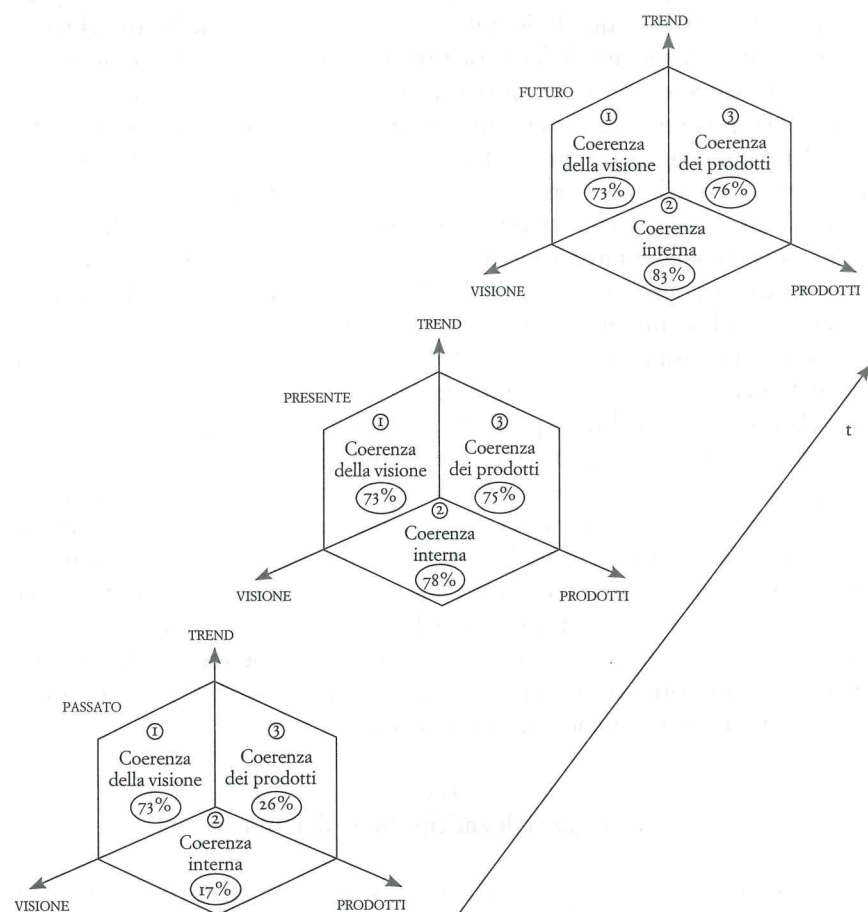 TREND
FUTURO
①
Coerenza
della visione
73%
③
Coerenza
dei prodotti
76%
②
Coerenza
interna
83%
VISIONE
PRODOTTI
TREND
PRESENTE
①
Coerenza
della visione
73%
③
Coerenza
dei prodotti
75%
②
Coerenza
interna
78%
VISIONE
PRODOTTI
t
TREND
PASSATO
①
Coerenza
della visione
73%
③
Coerenza
dei prodotti
26%
②
Coerenza
interna
17%
VISIONE
PRODOTTI